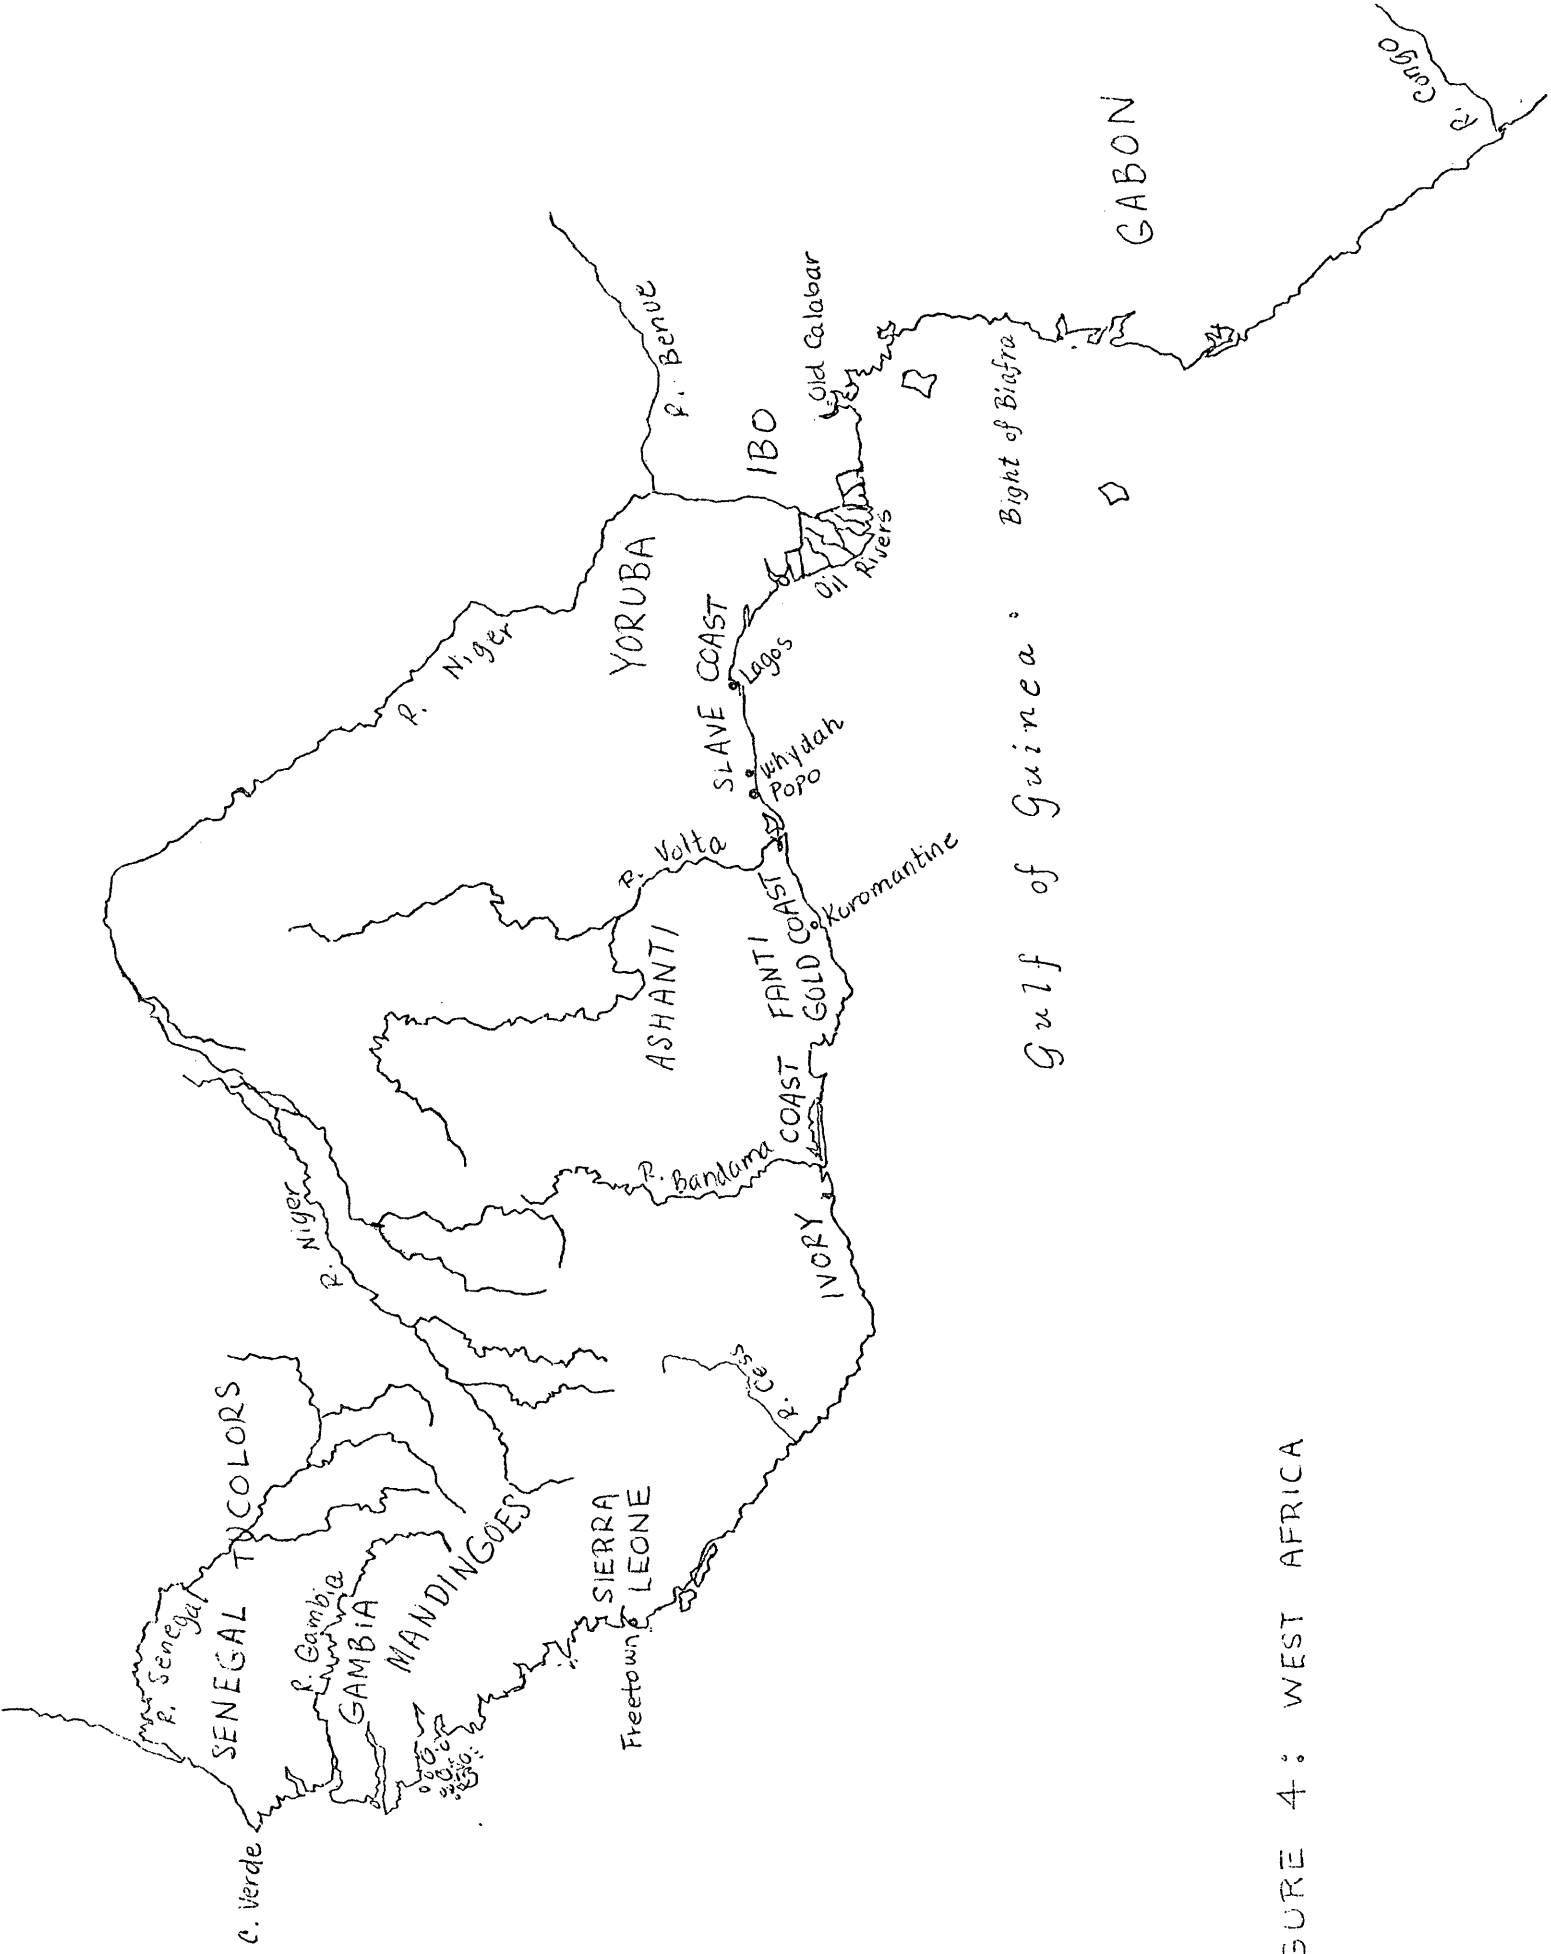 C. Verde
R. Senegal
SENEGAL
TUCOLORS
R. Gambia
GAMBIA
MANDINGOES
Freetown
SIERRA
LEONE
R. Cess
R. Niger
R. Bandama
IVORY COAST
ASHANTI
FANTI
GOLD COAST
Koromantine
R. Volta
R. Niger
YORUBA
SLAVE COAST
Popo
Whydah
Lagos
Oil
Rivers
IBO
R. Benue
Old Calabar
Bight of Biafra
Gulf of Guinea
GABON
R. Congo
GURE 4: WEST AFRICA